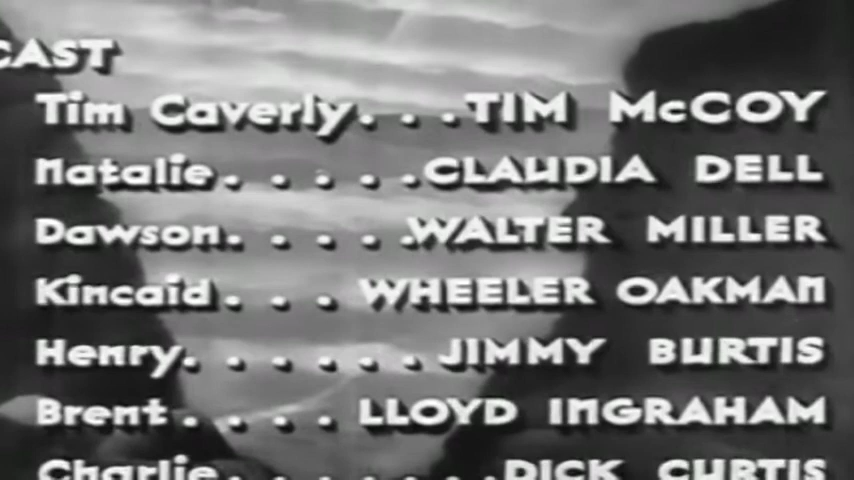 CAST
Tim Caverly. . . .TIM McCOY
Natalie. . . . .CLAUDIA DELL
Dawson. . . . .WALTER MILLER
Kincaid. . . WHEELER OAKMAN
Henry. . . . . .JIMMY BURTIS
Brent. . . . LLOYD INGRAHAM
Charlie. . . . . . .DICK CURTIS